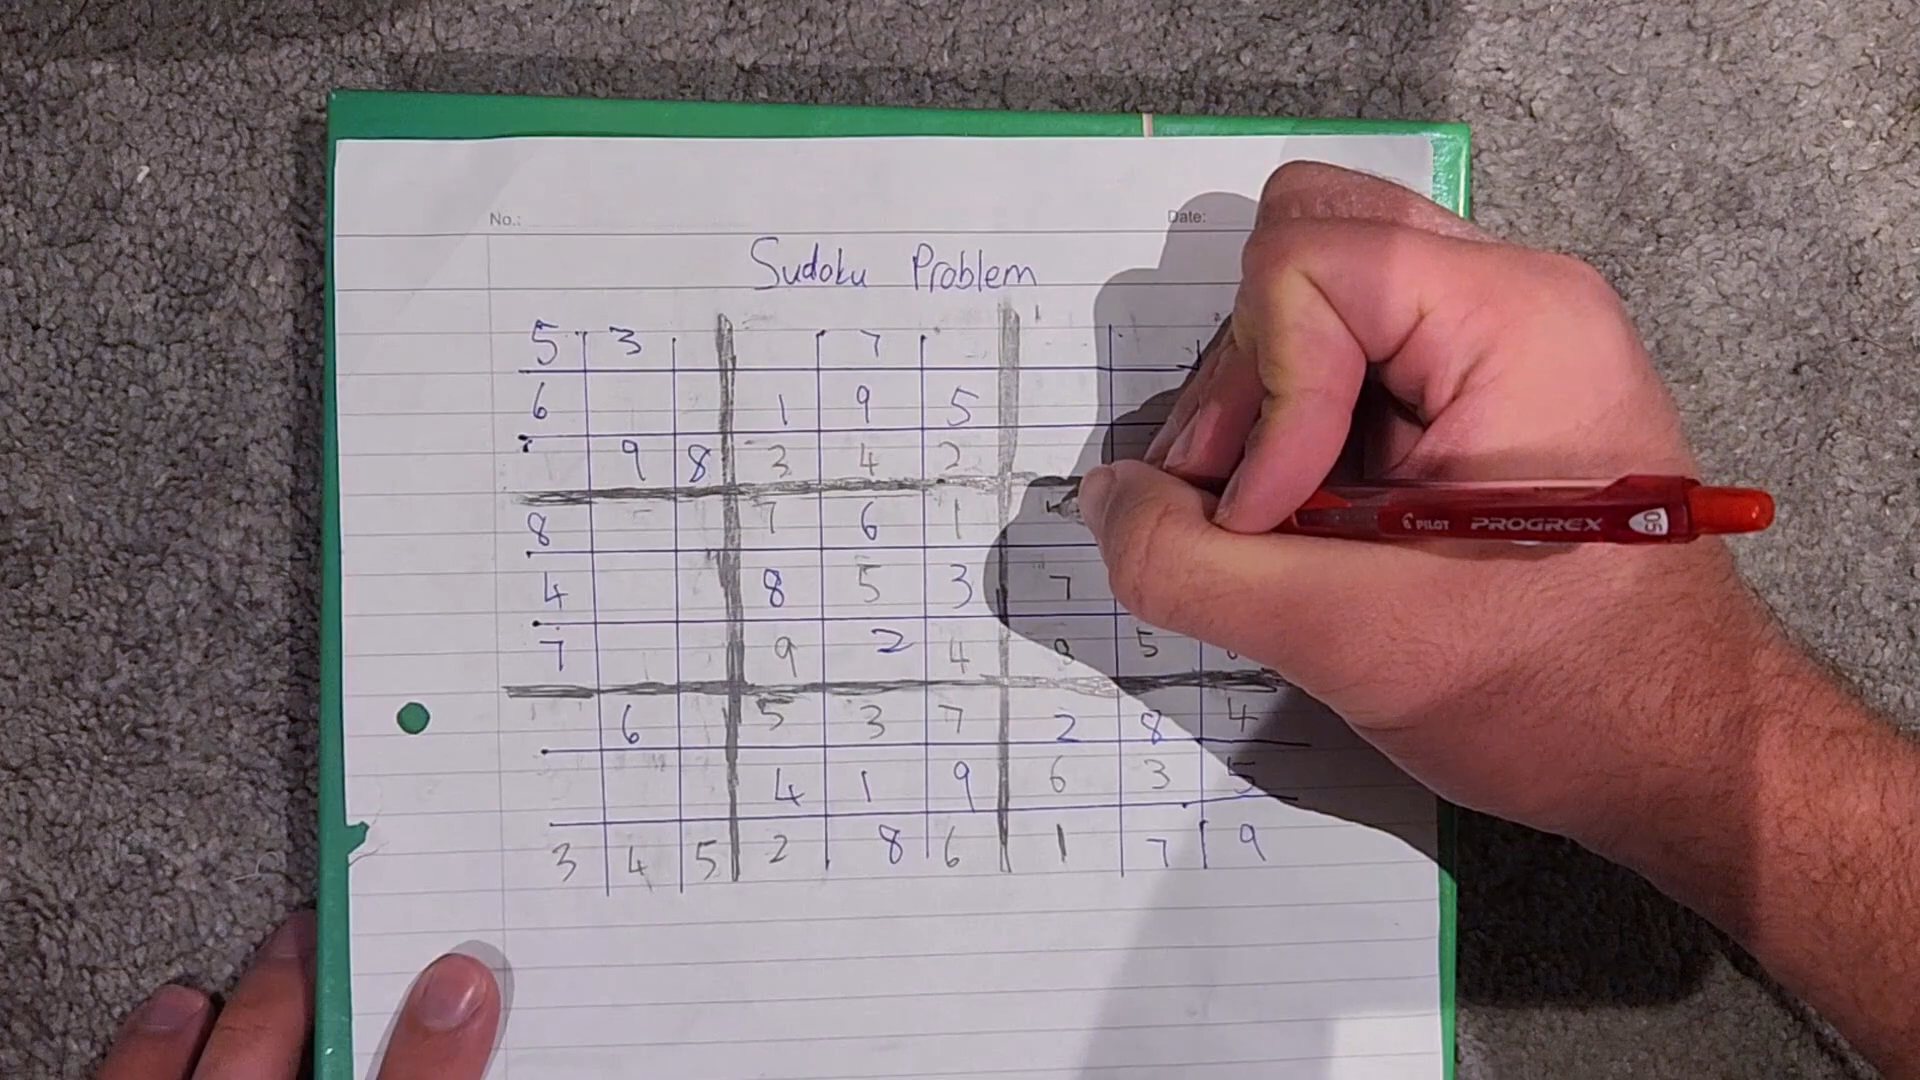 No.: Date:
Sudoku Problem
5 3 7
6 1 9 5
9 8 3 4 2
8 7 6 1
4 8 5 3 7
7 9 2 4 5
6 5 3 7 2 8 4
4 1 9 6 3 5
3 4 5 2 8 6 1 7 9
PILOT PROGREX 05